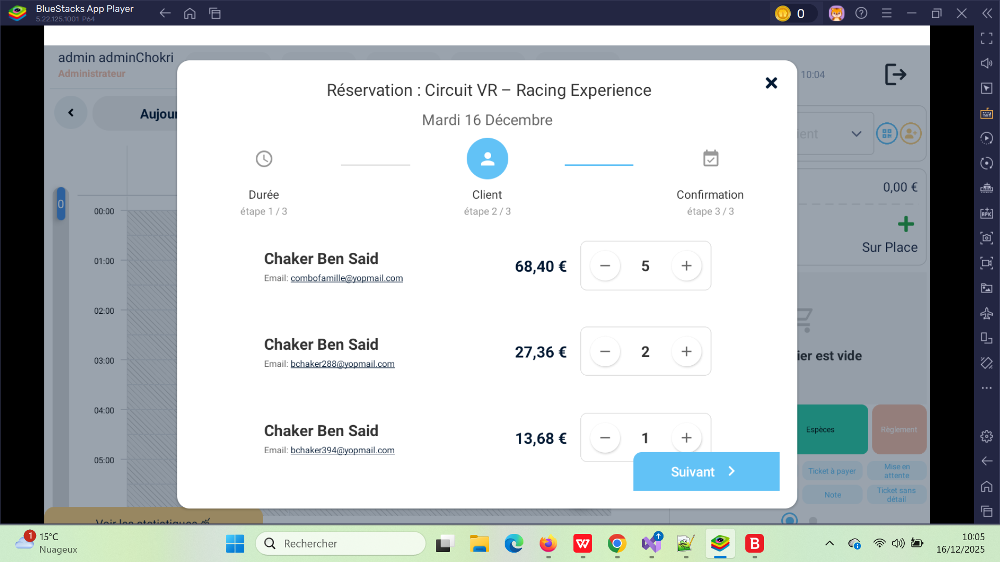 BlueStacks App Player
5.22.125.1001 P64
0
admin adminChokri
Administrateur
10:04
Réservation : Circuit VR – Racing Experience
Mardi 16 Décembre
Aujour
ient
Durée
étape 1 / 3
Client
étape 2 / 3
Confirmation
étape 3 / 3
0,00 €
Sur Place
0
00:00
01:00
02:00
03:00
04:00
05:00
Chaker Ben Said
Email: combofamille@yopmail.com
68,40 €
5
Chaker Ben Said
Email: bchaker288@yopmail.com
27,36 €
2
Chaker Ben Said
Email: bchaker394@yopmail.com
13,68 €
1
Suivant
ier est vide
Espèces
Règlement
Ticket à payer
Mise en
attente
Note
Ticket sans
détail
Voir les statistiques
1
15°C
Nuageux
Rechercher
10:05
16/12/2025